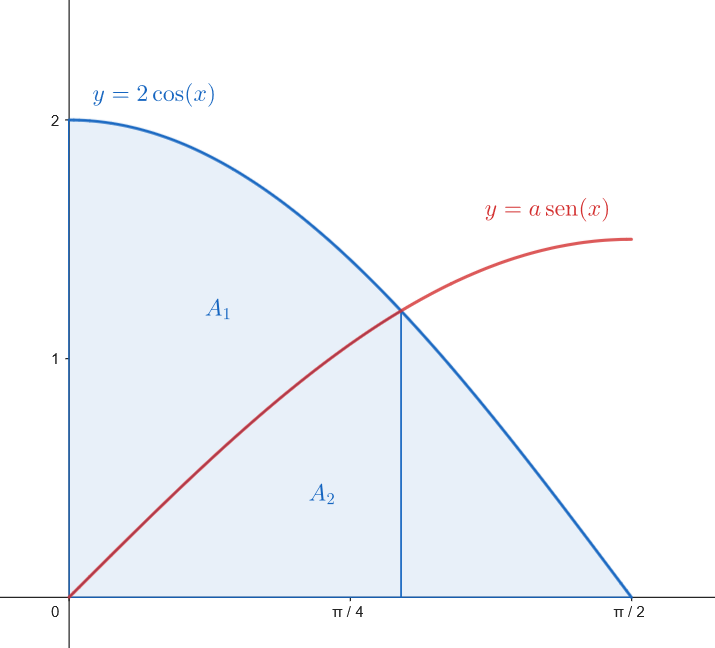 y = 2 cos(x)
2
y = a sen(x)
A₁
1
A₂
0
π / 4
π / 2